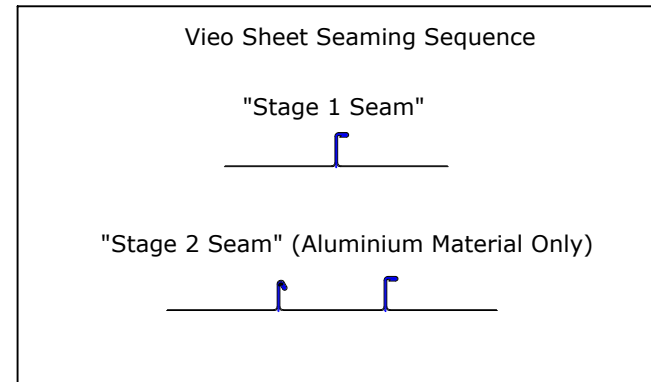 Vieo Sheet Seaming Sequence
"Stage 1 Seam"
"Stage 2 Seam" (Aluminium Material Only)